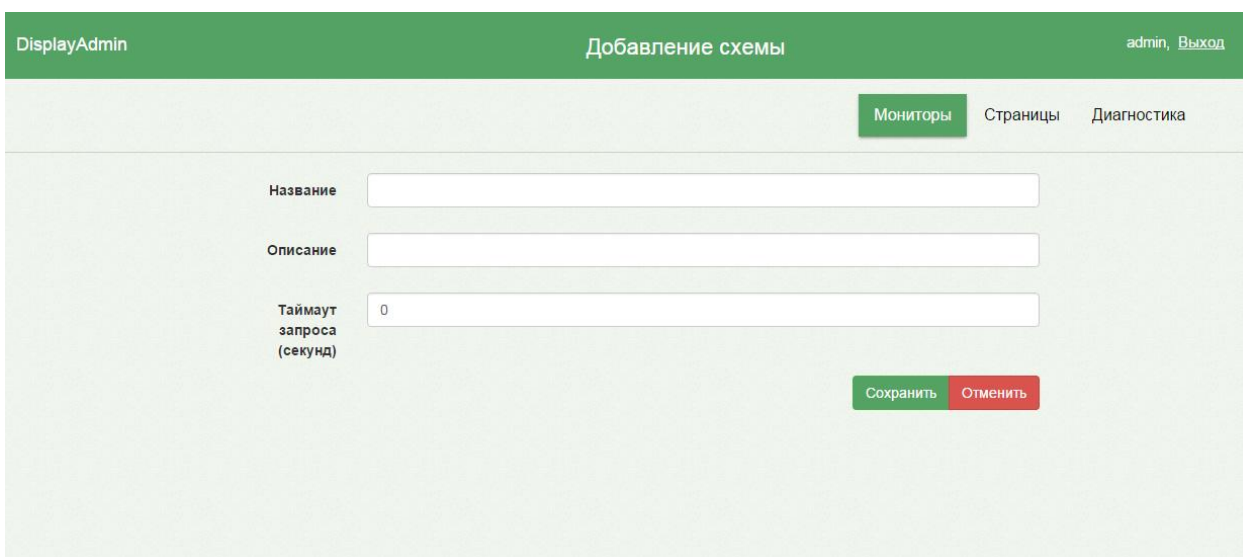 DisplayAdmin
Добавление схемы
admin, Выход
Мониторы
Страницы
Диагностика
Название
Описание
Таймаут
запроса
(секунд)
0
Сохранить
Отменить